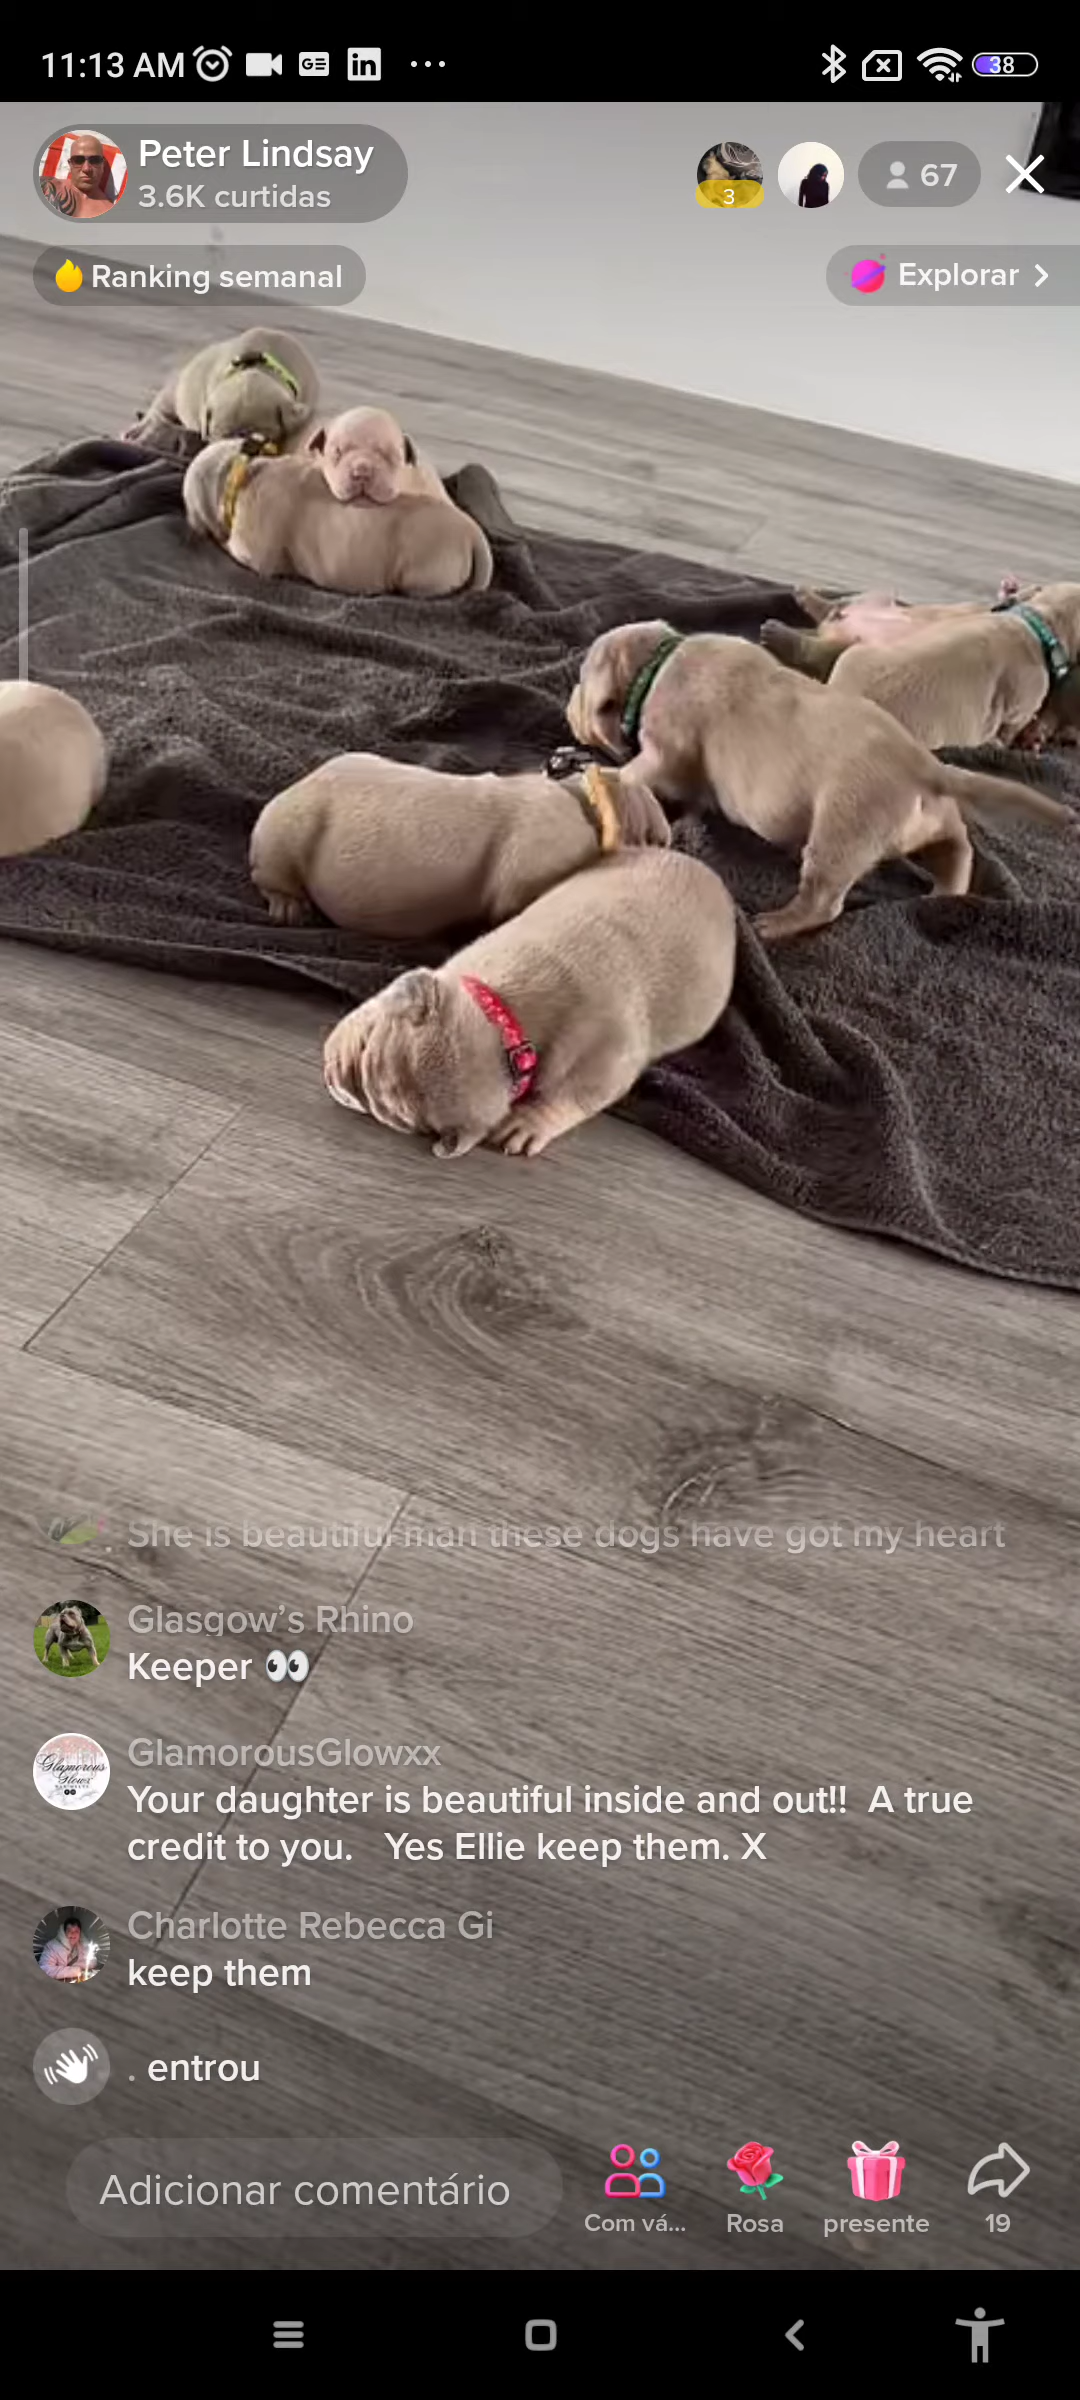 11:13 AM
38
Peter Lindsay
3.6K curtidas
3
67
Ranking semanal
Explorar
She is beautiful man these dogs have got my heart
Glasgow’s Rhino
Keeper 👀
GlamorousGlowxx
Your daughter is beautiful inside and out!! A true
credit to you. Yes Ellie keep them. X
Charlotte Rebecca Gi
keep them
. entrou
Adicionar comentário
Com vá...
Rosa
presente
19